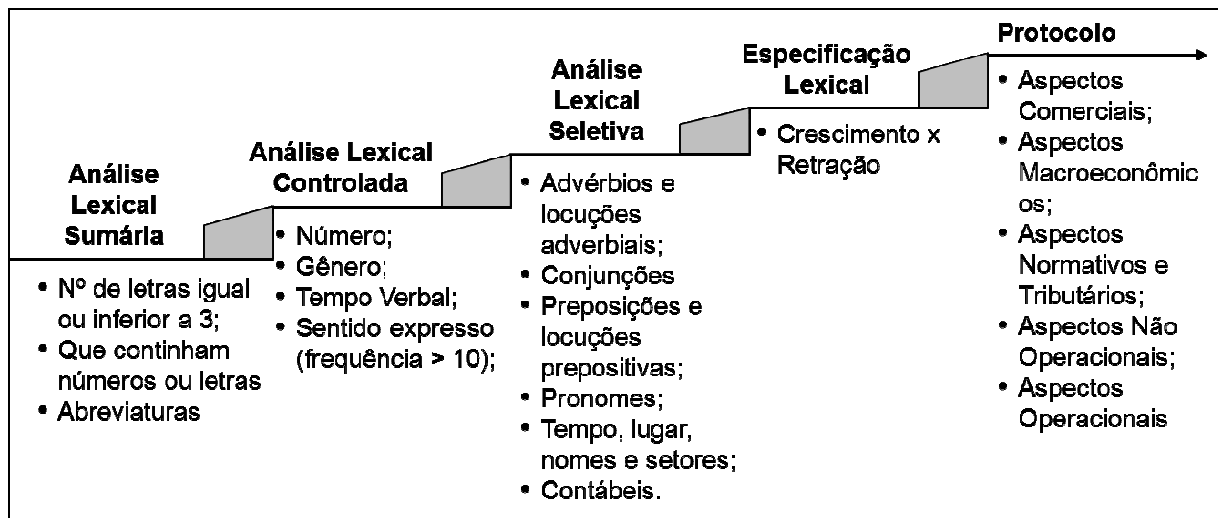 Análise
Lexical
Sumária
• Nº de letras igual
ou inferior a 3;
• Que continham
números ou letras
• Abreviaturas
Análise Lexical
Controlada
• Número;
• Gênero;
• Tempo Verbal;
• Sentido expresso
(frequência > 10);
Análise
Lexical
Seletiva
• Advérbios e
locuções
adverbiais;
• Conjunções
• Preposições e
locuções
prepositivas;
• Pronomes;
• Tempo, lugar,
nomes e setores;
• Contábeis.
Especificação
Lexical
• Crescimento x
Retração
Protocolo
• Aspectos
Comerciais;
• Aspectos
Macroeconômic
os;
• Aspectos
Normativos e
Tributários;
• Aspectos Não
Operacionais;
• Aspectos
Operacionais